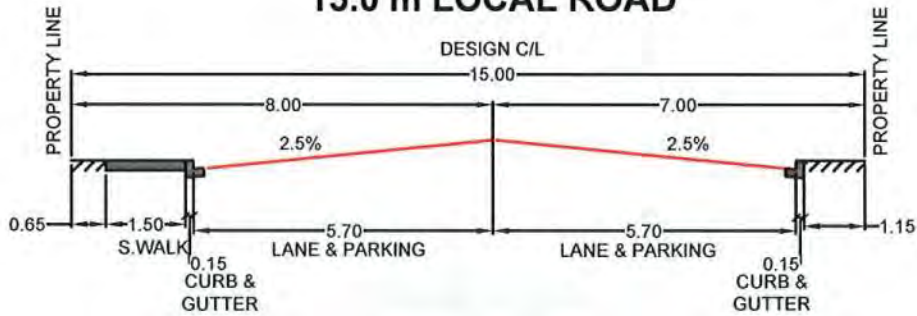 15.0 m LOCAL ROAD
PROPERTY LINE
PROPERTY LINE
DESIGN C/L
15.00
8.00
7.00
2.5%
2.5%
0.65
1.50
S.WALK
5.70
LANE & PARKING
5.70
LANE & PARKING
1.15
0.15
CURB &
GUTTER
0.15
CURB &
GUTTER